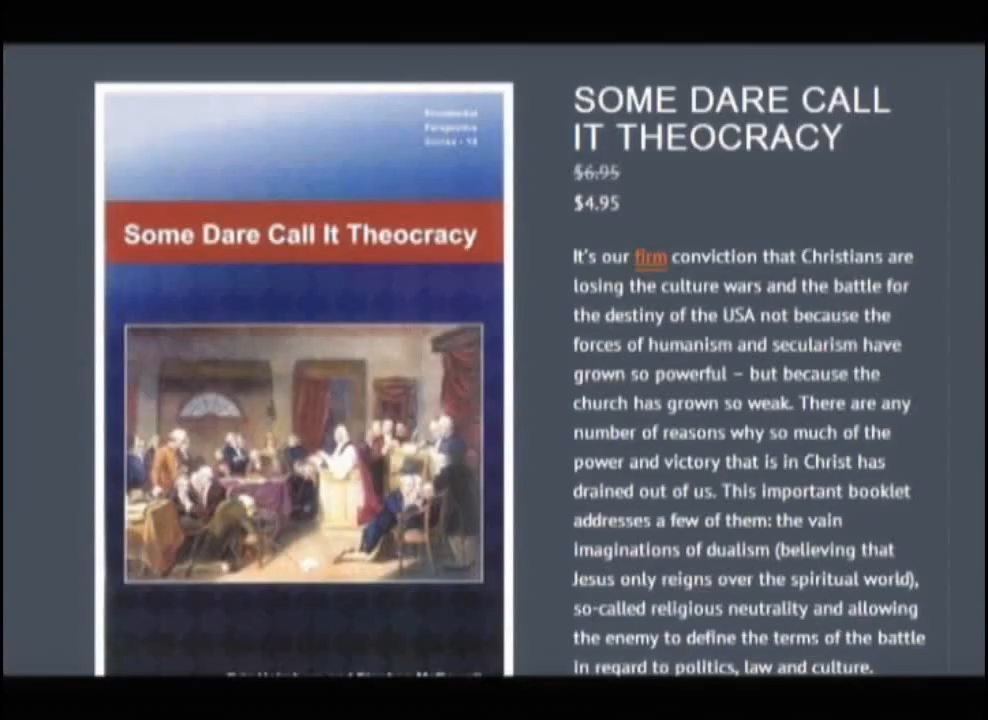 Providential
Perspective
Some Dare Call It Theocracy
SOME DARE CALL
IT THEOCRACY
$6.95
$4.95
It's our firm conviction that Christians are
losing the culture wars and the battle for
the destiny of the USA not because the
forces of humanism and secularism have
grown so powerful – but because the
church has grown so weak. There are any
number of reasons why so much of the
power and victory that is in Christ has
drained out of us. This important booklet
addresses a few of them: the vain
imaginations of dualism (believing that
Jesus only reigns over the spiritual world),
so-called religious neutrality and allowing
the enemy to define the terms of the battle
in regard to politics, law and culture.